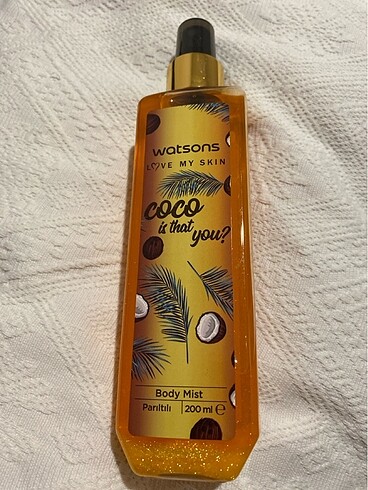 watsons
LOVE MY SKIN
coco
is that
you?
Body Mist
Parıltılı 200 ml ℮